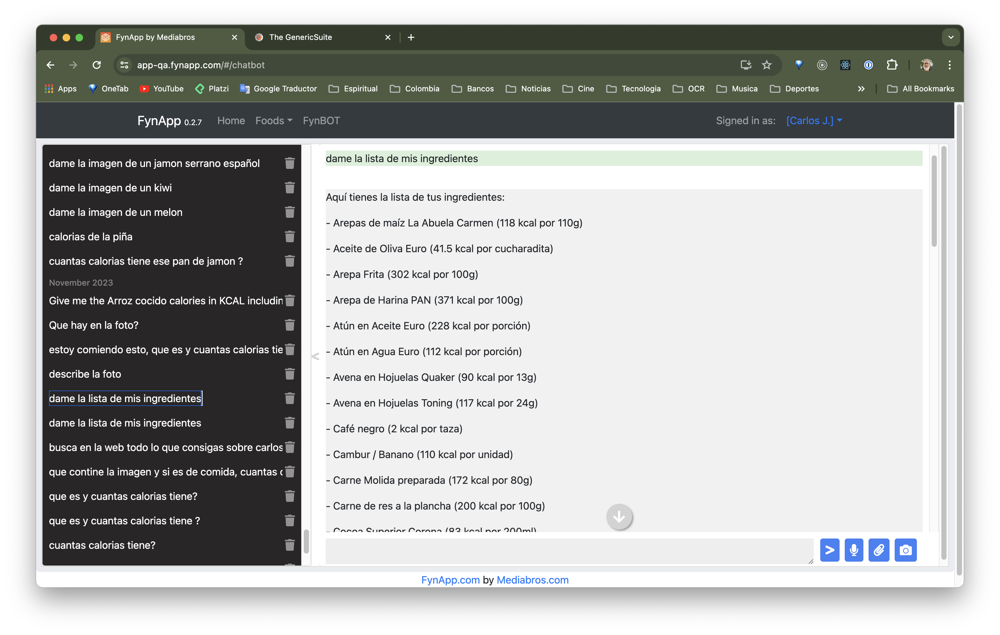 FynApp by Mediabros
The GenericSuite
app-qa.fynapp.com/#/chatbot
Apps OneTab YouTube Platzi Google Traductor Espiritual Colombia Bancos Noticias Cine Tecnologia OCR Musica Deportes » All Bookmarks
FynApp 0.2.7 Home Foods FynBOT Signed in as: [Carlos J.]
dame la imagen de un jamon serrano español
dame la imagen de un kiwi
dame la imagen de un melon
calorias de la piña
cuantas calorias tiene ese pan de jamon ?
November 2023
Give me the Arroz cocido calories in KCAL includin
Que hay en la foto?
estoy comiendo esto, que es y cuantas calorias tie
describe la foto
dame la lista de mis ingredientes
dame la lista de mis ingredientes
busca en la web todo lo que consigas sobre carlos
que contine la imagen y si es de comida, cuantas c
que es y cuantas calorias tiene?
que es y cuantas calorias tiene ?
cuantas calorias tiene?
<
dame la lista de mis ingredientes
Aquí tienes la lista de tus ingredientes:
- Arepas de maíz La Abuela Carmen (118 kcal por 110g)
- Aceite de Oliva Euro (41.5 kcal por cucharadita)
- Arepa Frita (302 kcal por 100g)
- Arepa de Harina PAN (371 kcal por 100g)
- Atún en Aceite Euro (228 kcal por porción)
- Atún en Agua Euro (112 kcal por porción)
- Avena en Hojuelas Quaker (90 kcal por 13g)
- Avena en Hojuelas Toning (117 kcal por 24g)
- Café negro (2 kcal por taza)
- Cambur / Banano (110 kcal por unidad)
- Carne Molida preparada (172 kcal por 80g)
- Carne de res a la plancha (200 kcal por 100g)
- Cocoa Superior Corona (83 kcal por 200ml)
FynApp.com by Mediabros.com